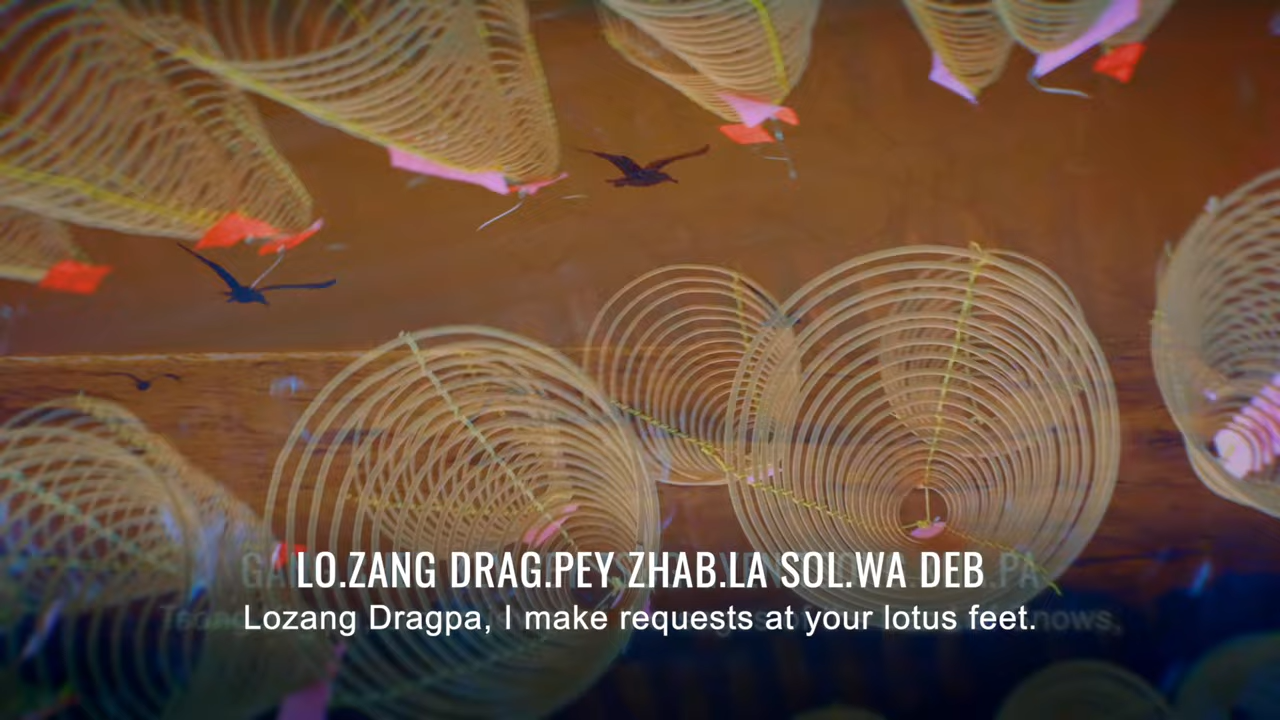 LO.ZANG DRAG.PEY ZHAB.LA SOL.WA DEB
Lozang Dragpa, I make requests at your lotus feet.